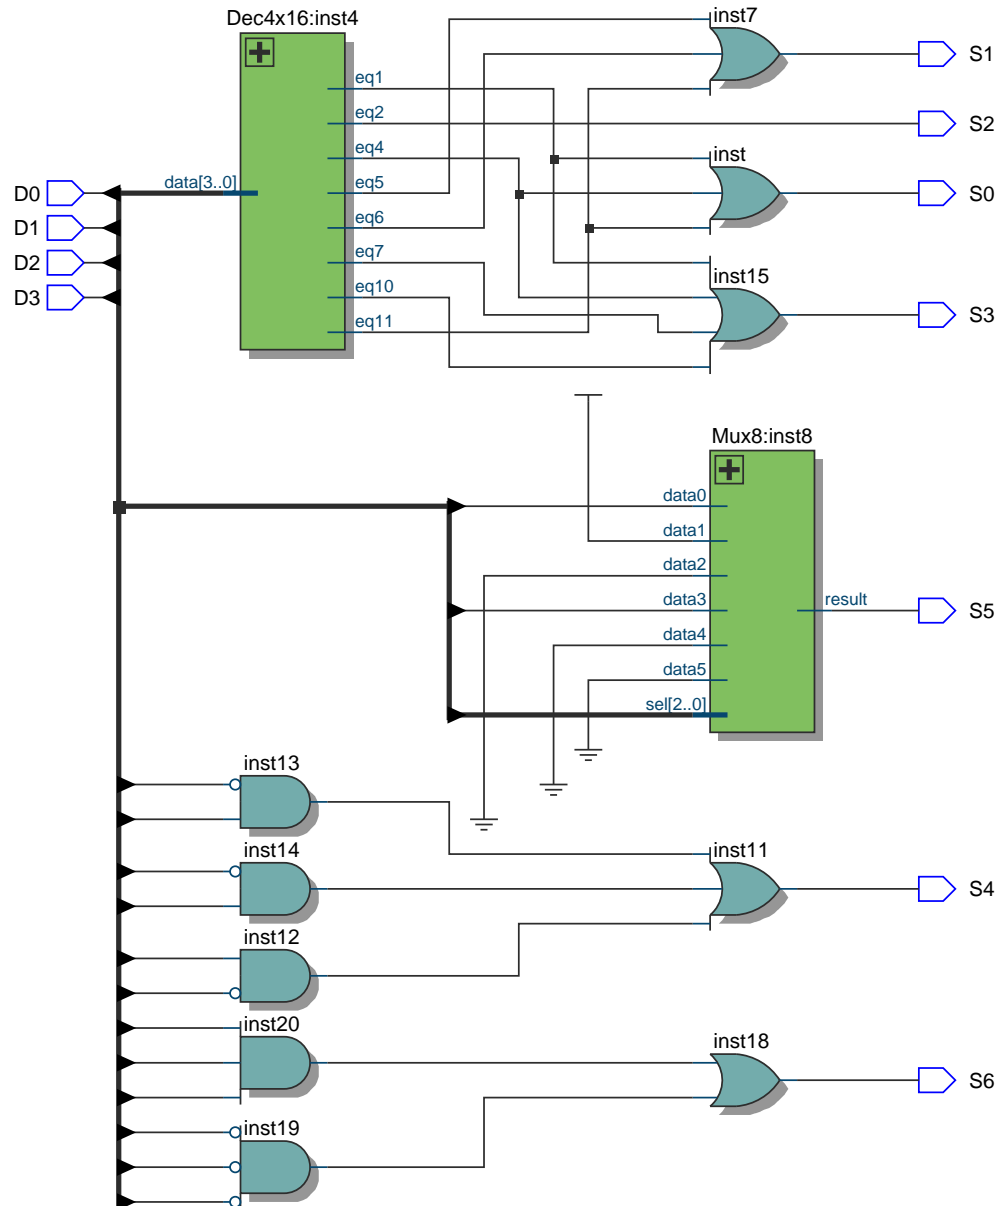 Dec4x16:inst4
inst7
S1
eq1
eq2
S2
eq4
inst
data[3..0]
eq5
D0
S0
D1
eq6
D2
eq7
inst15
D3
eq10
eq11
S3
Mux8:inst8
data0
data1
data2
data3
result
S5
data4
data5
sel[2..0]
inst13
inst14
inst11
S4
inst12
inst20
inst18
S6
inst19